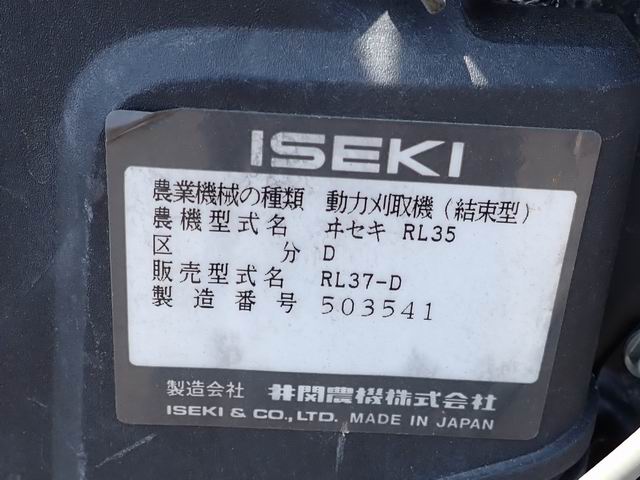 ISEKI
農業機械の種類 動力刈取機(結束型)
農機型式名 ヰセキ RL35
区分 D
販売型式名 RL37-D
製造番号 503541
製造会社 井関農機株式会社
ISEKI & CO., LTD. MADE IN JAPAN